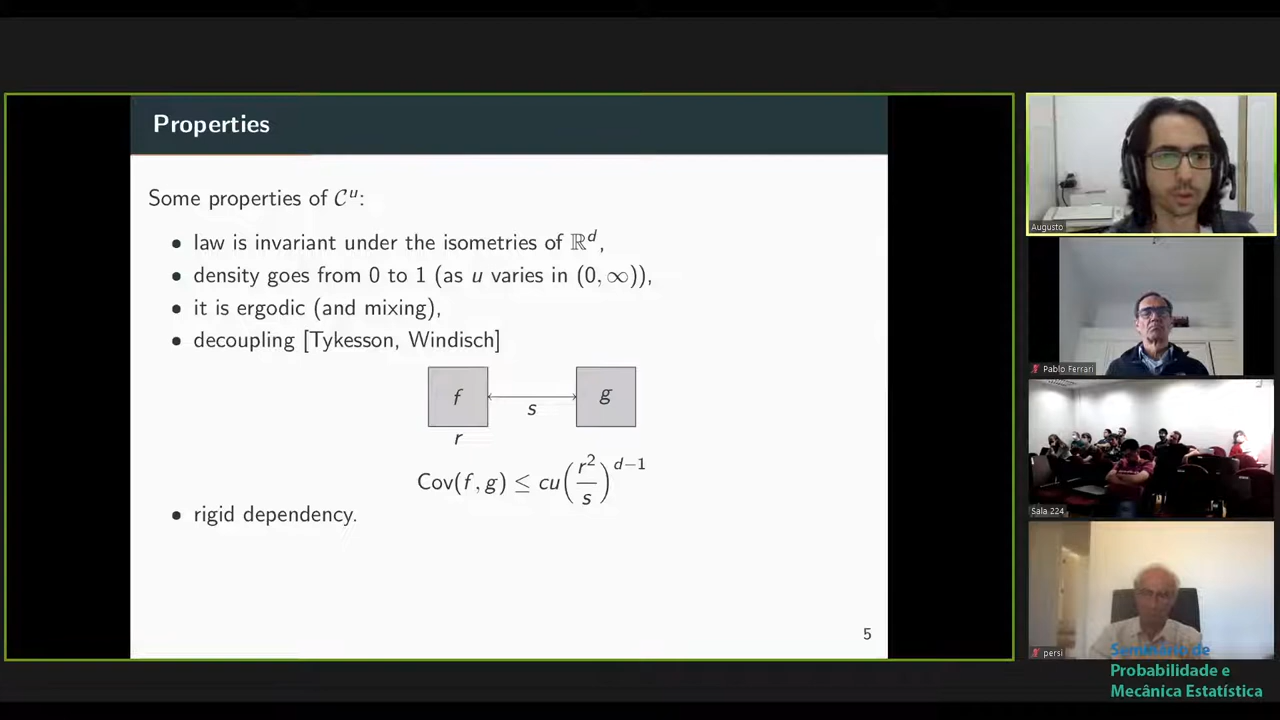 Properties
Some properties of 𝒞ᵘ:
• law is invariant under the isometries of ℝᵈ,
• density goes from 0 to 1 (as u varies in (0, ∞)),
• it is ergodic (and mixing),
• decoupling [Tykesson, Windisch]
f s g
r
Cov(f, g) ≤ cu(r²/s)ᵈ⁻¹
• rigid dependency.
5
Augusto
Pablo Ferrari
Sala 224
persi
Seminário de
Probabilidade e
Mecânica Estatística